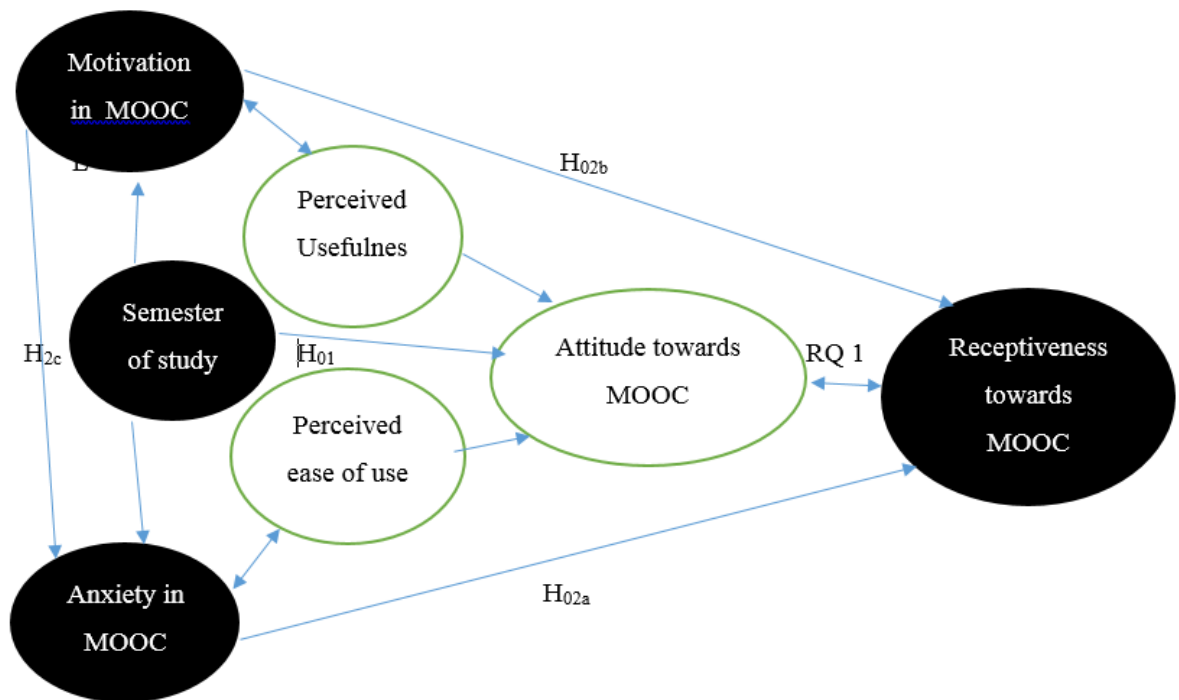 Motivation
in MOOC
E
H02b
Perceived
Usefulnes
Semester
of study
H2c
H01
Attitude towards
MOOC
RQ 1
Receptiveness
towards
MOOC
Perceived
ease of use
Anxiety in
MOOC
H02a